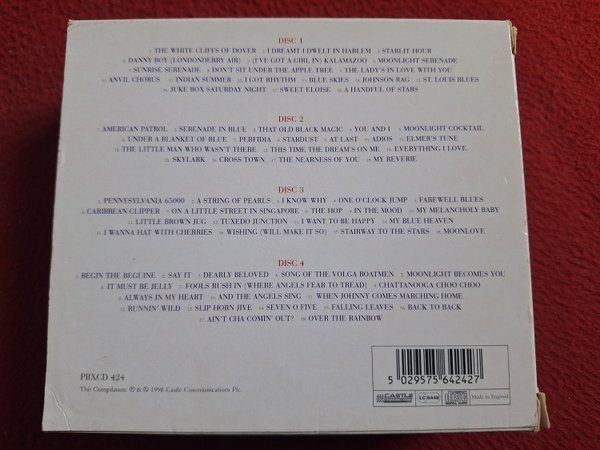 DISC 1
1. THE WHITE CLIFFS OF DOVER 2. I DREAMT I DWELT IN HARLEM 3. STARLIT HOUR
4. DANNY BOY (LONDONDERRY AIR) 5. (I'VE GOT A GIRL IN) KALAMAZOO 6. MOONLIGHT SERENADE
7. SUNRISE SERENADE 8. DON'T SIT UNDER THE APPLE TREE 9. THE LADY'S IN LOVE WITH YOU
10. ANVIL CHORUS 11. INDIAN SUMMER 12. I GOT RHYTHM 13. BLUE SKIES 14. JOHNSON RAG 15. ST. LOUIS BLUES
16. JUKE BOX SATURDAY NIGHT 17. SWEET ELOISE 18. A HANDFUL OF STARS
DISC 2
1. AMERICAN PATROL 2. SERENADE IN BLUE 3. THAT OLD BLACK MAGIC 4. YOU AND I 5. MOONLIGHT COCKTAIL
6. UNDER A BLANKET OF BLUE 7. PERFIDIA 8. STARDUST 9. AT LAST 10. ADIOS 11. ELMER'S TUNE
12. THE LITTLE MAN WHO WASN'T THERE 13. THIS TIME THE DREAM'S ON ME 14. EVERYTHING I LOVE
15. SKYLARK 16. CROSS TOWN 17. THE NEARNESS OF YOU 18. MY REVERIE
DISC 3
1. PENNYSYLVANIA 65000 2. A STRING OF PEARLS 3. I KNOW WHY 4. ONE O'CLOCK JUMP 5. FAREWELL BLUES
6. CARIBBEAN CLIPPER 7. ON A LITTLE STREET IN SINGAPORE 8. THE HOP 9. IN THE MOOD 10. MY MELANCHOLY BABY
11. LITTLE BROWN JUG 12. TUXEDO JUNCTION 13. I WANT TO BE HAPPY 14. MY BLUE HEAVEN
15. I WANNA HAT WITH CHERRIES 16. WISHING (WILL MAKE IT SO) 17. STAIRWAY TO THE STARS 18. MOONLOVE
DISC 4
1. BEGIN THE BEGUINE 2. SAY IT 3. DEARLY BELOVED 4. SONG OF THE VOLGA BOATMEN 5. MOONLIGHT BECOMES YOU
6. IT MUST BE JELLY 7. FOOLS RUSH IN (WHERE ANGELS FEAR TO TREAD) 8. CHATTANOOGA CHOO CHOO
9. ALWAYS IN MY HEART 10. AND THE ANGELS SING 11. WHEN JOHNNY COMES MARCHING HOME
12. RUNNIN' WILD 13. SLIP HORN JIVE 14. SEVEN O FIVE 15. FALLING LEAVES 16. BACK TO BACK
17. AIN'T CHA COMIN' OUT? 18. OVER THE RAINBOW
PBXCD 424
This Compilation: ℗ & © 1998 Castle Communications Plc.
5 029575 642427
CASTLE
LC 6448
COMPACT disc DIGITAL AUDIO
Made in England